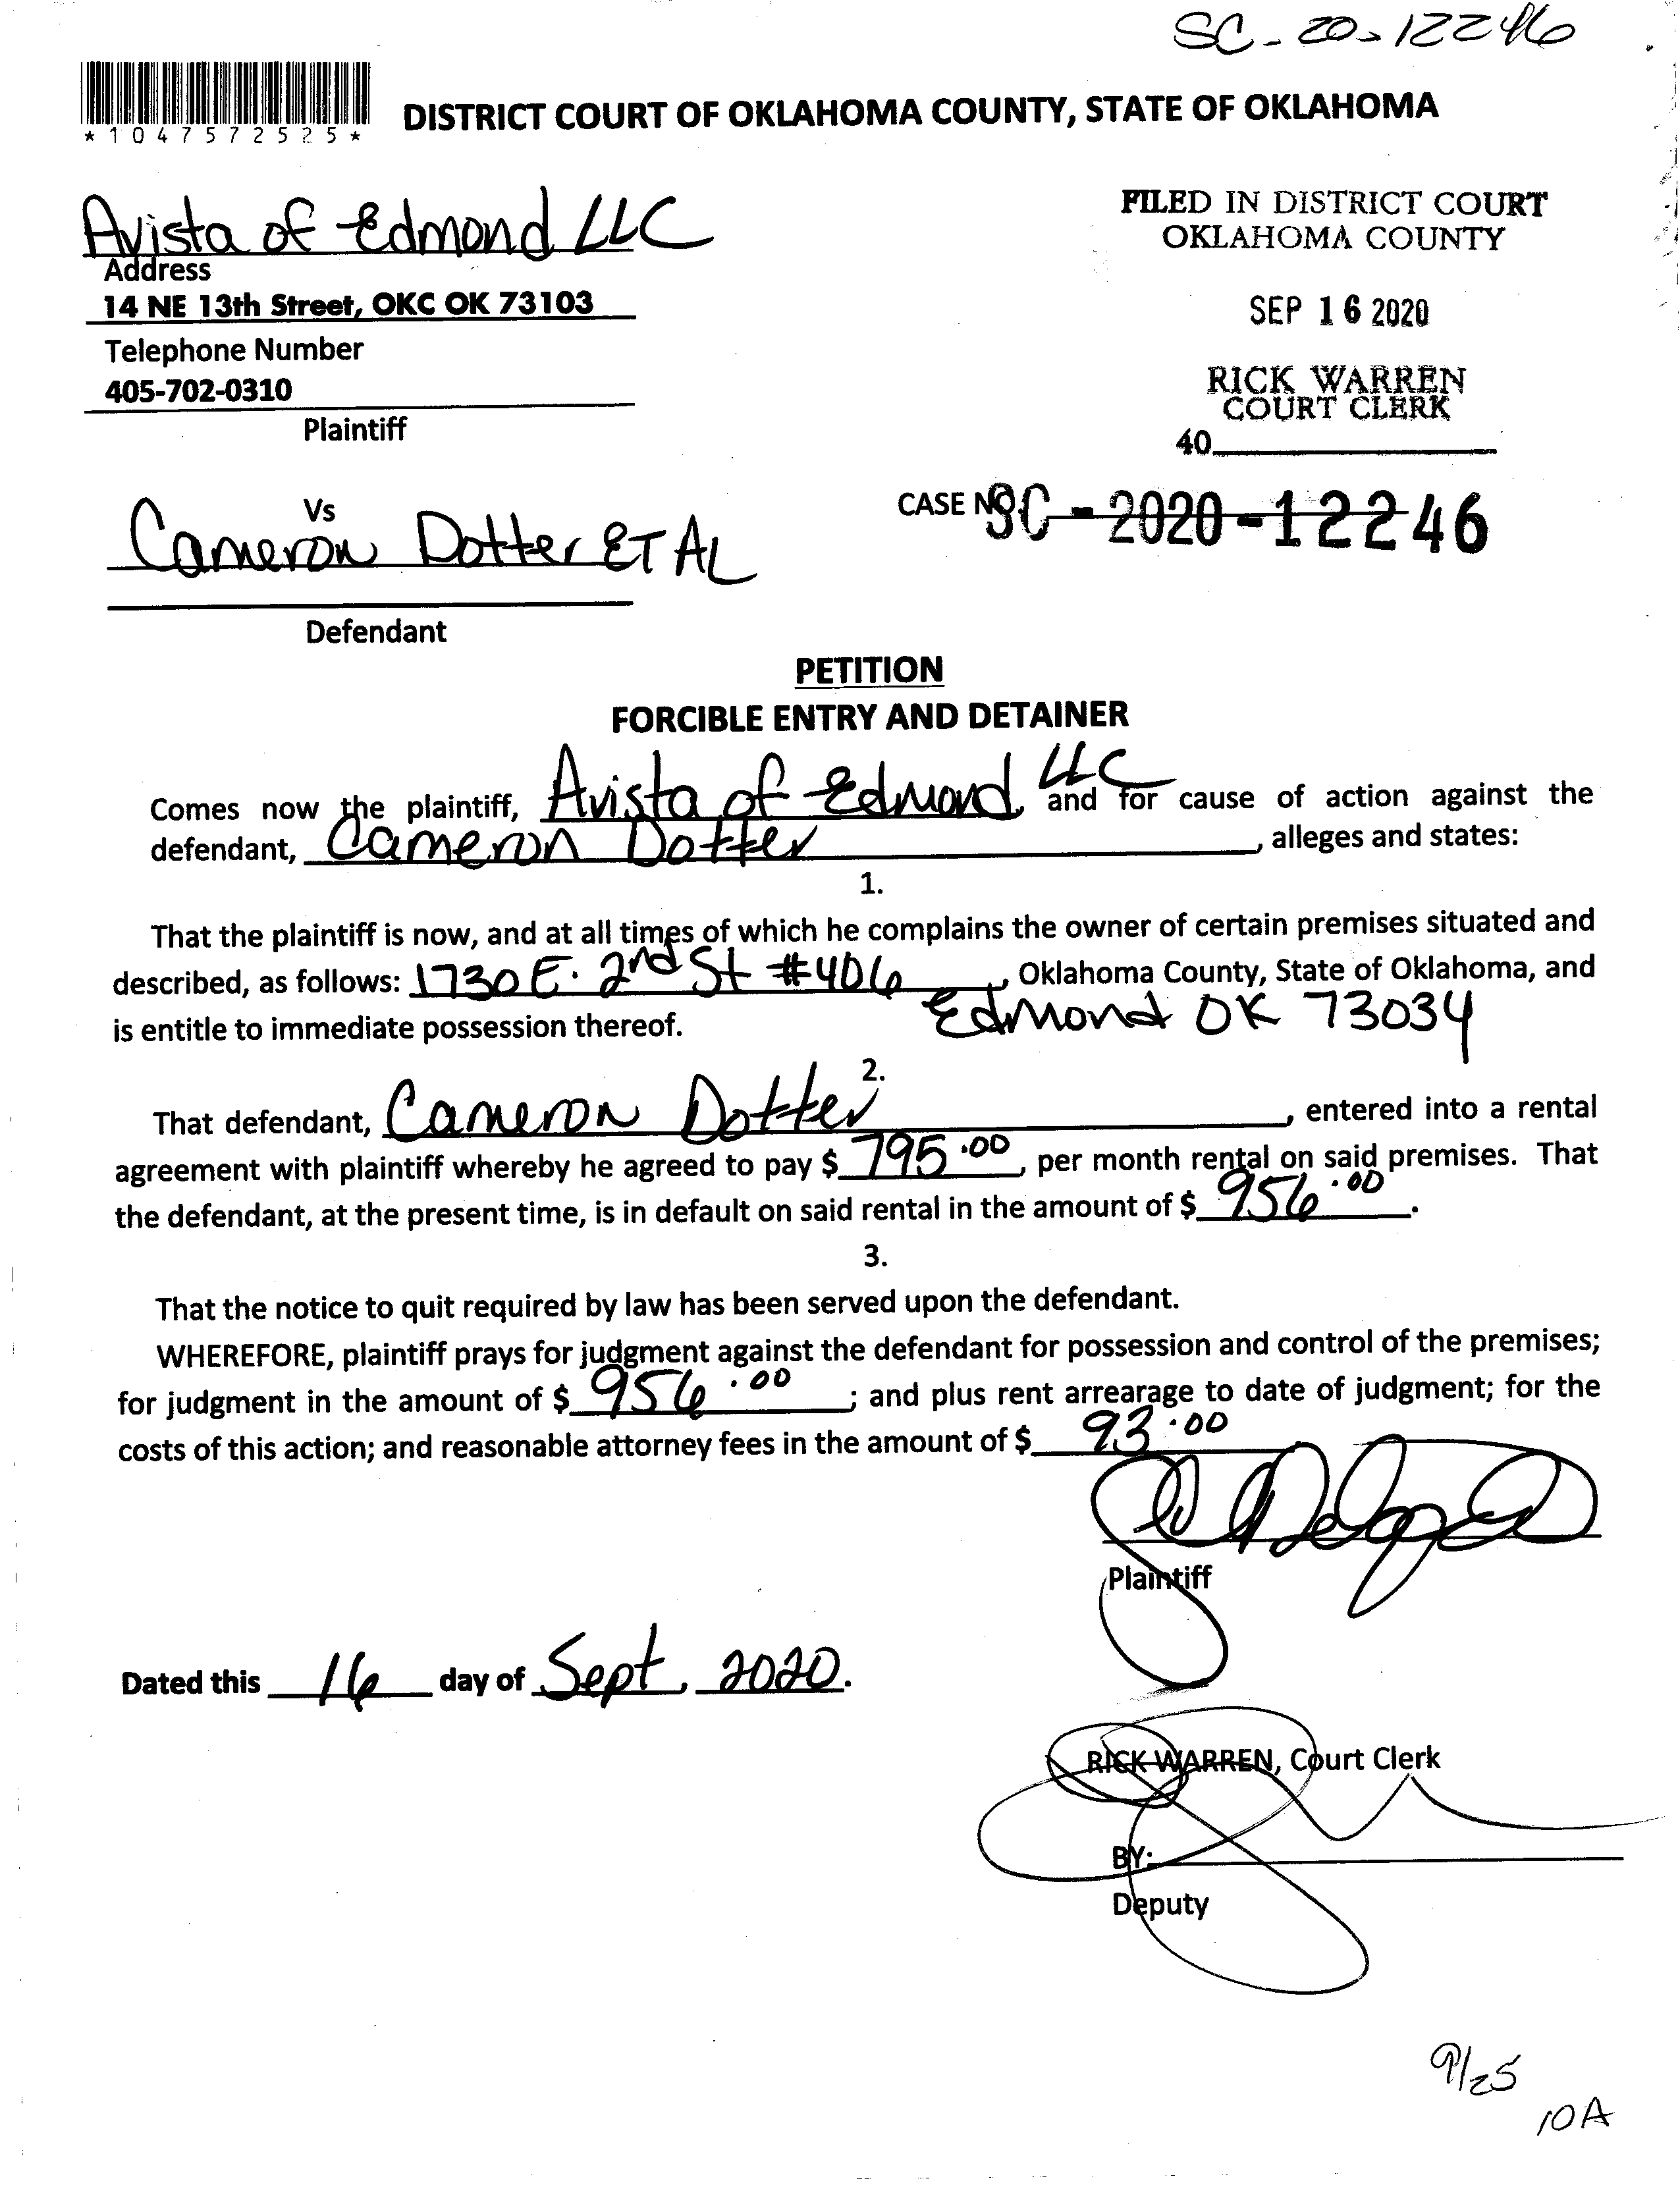 SC-20-12246
*1047572525*
DISTRICT COURT OF OKLAHOMA COUNTY, STATE OF OKLAHOMA
Avista of Edmond LLC
Address
14 NE 13th Street, OKC OK 73103
Telephone Number
405-702-0310
Plaintiff
FILED IN DISTRICT COURT
OKLAHOMA COUNTY
SEP 16 2020
RICK WARREN
COURT CLERK
40
CASE NO. SC-2020-12246
Vs
Cameron Dotter ET AL
Defendant
PETITION
FORCIBLE ENTRY AND DETAINER
Comes now the plaintiff, Avista of Edmond LLC and for cause of action against the
defendant, Cameron Dotter, alleges and states:
1.
That the plaintiff is now, and at all times of which he complains the owner of certain premises situated and
described, as follows: 1730 E. 2nd St #406, Oklahoma County, State of Oklahoma, and
is entitle to immediate possession thereof. Edmond OK 73034
2.
That defendant, Cameron Dotter, entered into a rental
agreement with plaintiff whereby he agreed to pay $ 795.00, per month rental on said premises. That
the defendant, at the present time, is in default on said rental in the amount of $ 956.00.
3.
That the notice to quit required by law has been served upon the defendant.
WHEREFORE, plaintiff prays for judgment against the defendant for possession and control of the premises;
for judgment in the amount of $ 956.00; and plus rent arrearage to date of judgment; for the
costs of this action; and reasonable attorney fees in the amount of $ 93.00
Plaintiff
Dated this 16 day of Sept, 2020.
RICK WARREN, Court Clerk
BY:
Deputy
9/25
10A